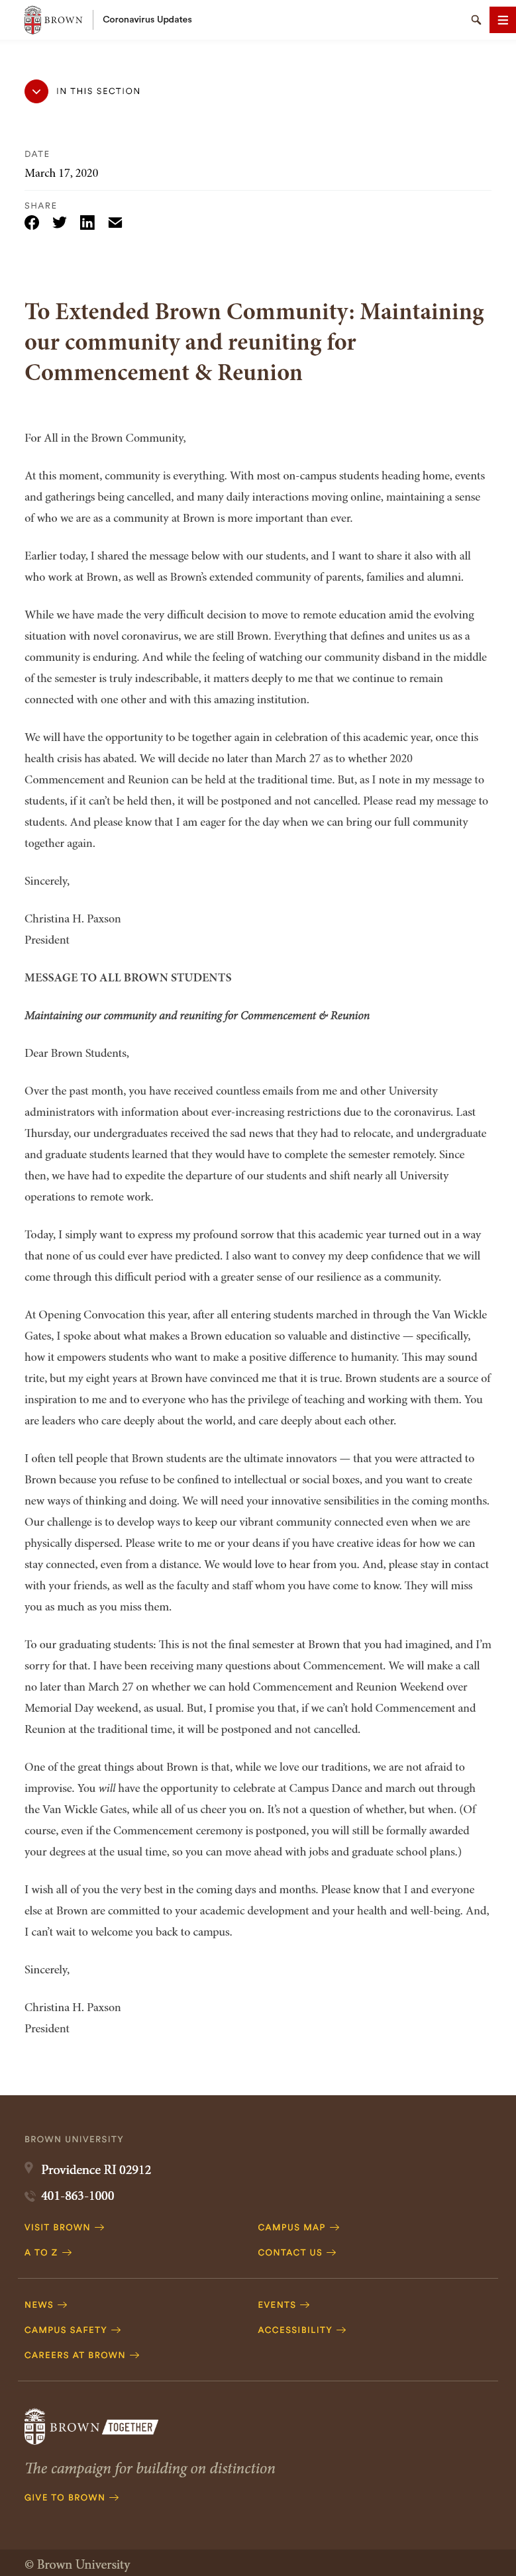 BROWN
Coronavirus Updates
IN THIS SECTION
DATE
March 17, 2020
SHARE
To Extended Brown Community: Maintaining
our community and reuniting for
Commencement & Reunion
For All in the Brown Community,
At this moment, community is everything. With most on-campus students heading home, events
and gatherings being cancelled, and many daily interactions moving online, maintaining a sense
of who we are as a community at Brown is more important than ever.
Earlier today, I shared the message below with our students, and I want to share it also with all
who work at Brown, as well as Brown’s extended community of parents, families and alumni.
While we have made the very difficult decision to move to remote education amid the evolving
situation with novel coronavirus, we are still Brown. Everything that defines and unites us as a
community is enduring. And while the feeling of watching our community disband in the middle
of the semester is truly indescribable, it matters deeply to me that we continue to remain
connected with one other and with this amazing institution.
We will have the opportunity to be together again in celebration of this academic year, once this
health crisis has abated. We will decide no later than March 27 as to whether 2020
Commencement and Reunion can be held at the traditional time. But, as I note in my message to
students, if it can’t be held then, it will be postponed and not cancelled. Please read my message to
students. And please know that I am eager for the day when we can bring our full community
together again.
Sincerely,
Christina H. Paxson
President
MESSAGE TO ALL BROWN STUDENTS
Maintaining our community and reuniting for Commencement & Reunion
Dear Brown Students,
Over the past month, you have received countless emails from me and other University
administrators with information about ever-increasing restrictions due to the coronavirus. Last
Thursday, our undergraduates received the sad news that they had to relocate, and undergraduate
and graduate students learned that they would have to complete the semester remotely. Since
then, we have had to expedite the departure of our students and shift nearly all University
operations to remote work.
Today, I simply want to express my profound sorrow that this academic year turned out in a way
that none of us could ever have predicted. I also want to convey my deep confidence that we will
come through this difficult period with a greater sense of our resilience as a community.
At Opening Convocation this year, after all entering students marched in through the Van Wickle
Gates, I spoke about what makes a Brown education so valuable and distinctive — specifically,
how it empowers students who want to make a positive difference to humanity. This may sound
trite, but my eight years at Brown have convinced me that it is true. Brown students are a source of
inspiration to me and to everyone who has the privilege of teaching and working with them. You
are leaders who care deeply about the world, and care deeply about each other.
I often tell people that Brown students are the ultimate innovators — that you were attracted to
Brown because you refuse to be confined to intellectual or social boxes, and you want to create
new ways of thinking and doing. We will need your innovative sensibilities in the coming months.
Our challenge is to develop ways to keep our vibrant community connected even when we are
physically dispersed. Please write to me or your deans if you have creative ideas for how we can
stay connected, even from a distance. We would love to hear from you. And, please stay in contact
with your friends, as well as the faculty and staff whom you have come to know. They will miss
you as much as you miss them.
To our graduating students: This is not the final semester at Brown that you had imagined, and I’m
sorry for that. I have been receiving many questions about Commencement. We will make a call
no later than March 27 on whether we can hold Commencement and Reunion Weekend over
Memorial Day weekend, as usual. But, I promise you that, if we can’t hold Commencement and
Reunion at the traditional time, it will be postponed and not cancelled.
One of the great things about Brown is that, while we love our traditions, we are not afraid to
improvise. You will have the opportunity to celebrate at Campus Dance and march out through
the Van Wickle Gates, while all of us cheer you on. It’s not a question of whether, but when. (Of
course, even if the Commencement ceremony is postponed, you will still be formally awarded
your degrees at the usual time, so you can move ahead with jobs and graduate school plans.)
I wish all of you the very best in the coming days and months. Please know that I and everyone
else at Brown are committed to your academic development and your health and well-being. And,
I can’t wait to welcome you back to campus.
Sincerely,
Christina H. Paxson
President
BROWN UNIVERSITY
Providence RI 02912
401-863-1000
VISIT BROWN
CAMPUS MAP
A TO Z
CONTACT US
NEWS
EVENTS
CAMPUS SAFETY
ACCESSIBILITY
CAREERS AT BROWN
BROWN TOGETHER
The campaign for building on distinction
GIVE TO BROWN
© Brown University